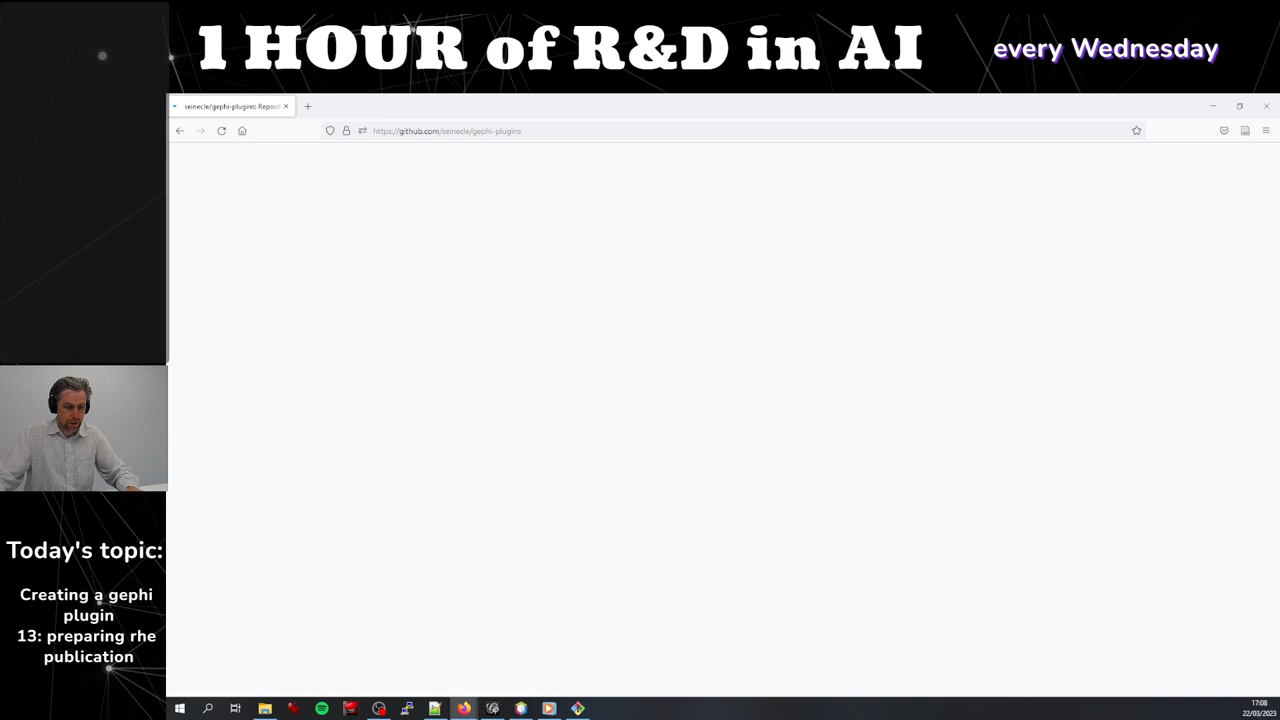 1 HOUR of R&D in AI
every Wednesday
seinecle/gephi-plugins: Reposit
https://github.com/seinecle/gephi-plugins
Today's topic:
Creating a gephi
plugin
13: preparing rhe
publication
17:08
22/03/2023